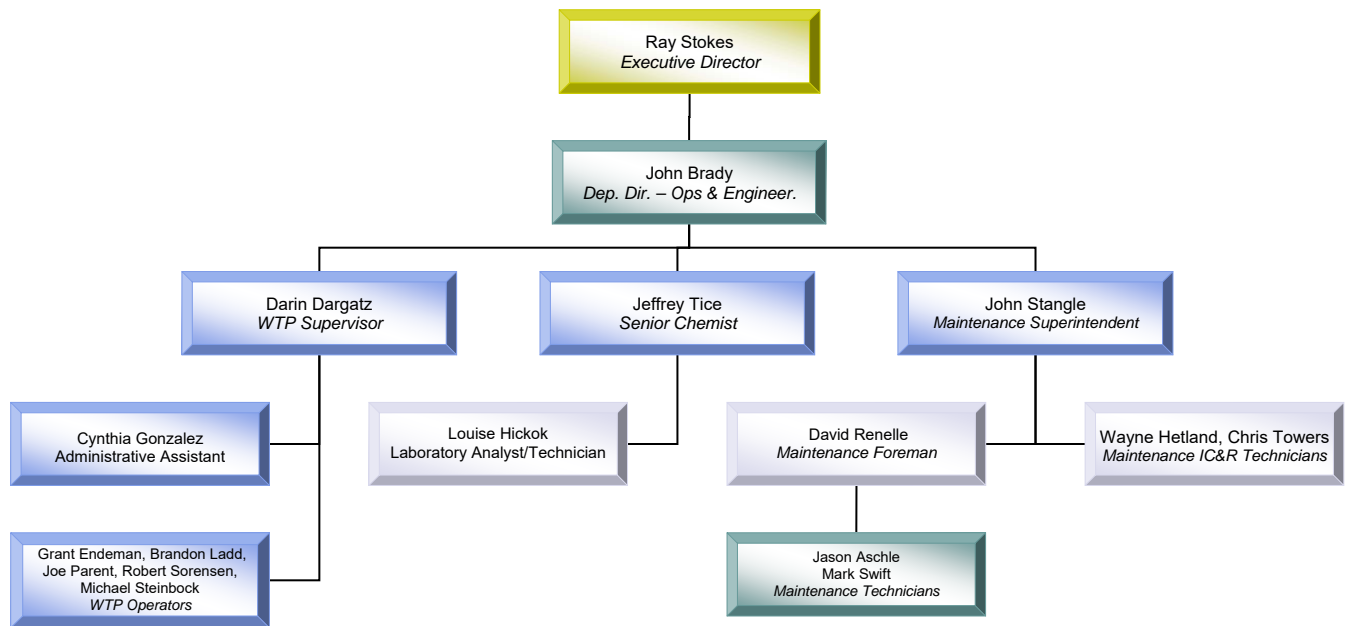 Ray Stokes
Executive Director
John Brady
Dep. Dir. – Ops & Engineer.
Darin Dargatz
WTP Supervisor
Jeffrey Tice
Senior Chemist
John Stangle
Maintenance Superintendent
Cynthia Gonzalez
Administrative Assistant
Louise Hickok
Laboratory Analyst/Technician
David Renelle
Maintenance Foreman
Wayne Hetland, Chris Towers
Maintenance IC&R Technicians
Grant Endeman, Brandon Ladd,
Joe Parent, Robert Sorensen,
Michael Steinbock
WTP Operators
Jason Aschle
Mark Swift
Maintenance Technicians